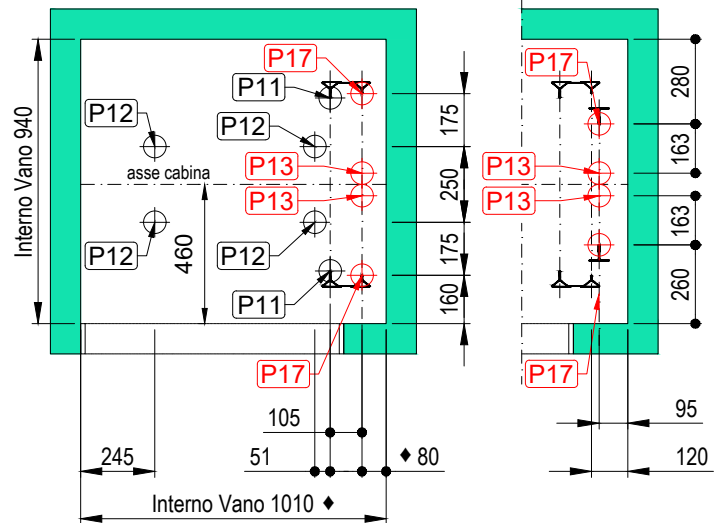 P17
P11
P12
P12
asse cabina
P13
P13
P12
P12
P11
P17
Interno Vano 940
460
175
250
175
160
105
245
51
♦ 80
Interno Vano 1010 ♦
P17
P13
P13
P17
280
163
163
260
95
120